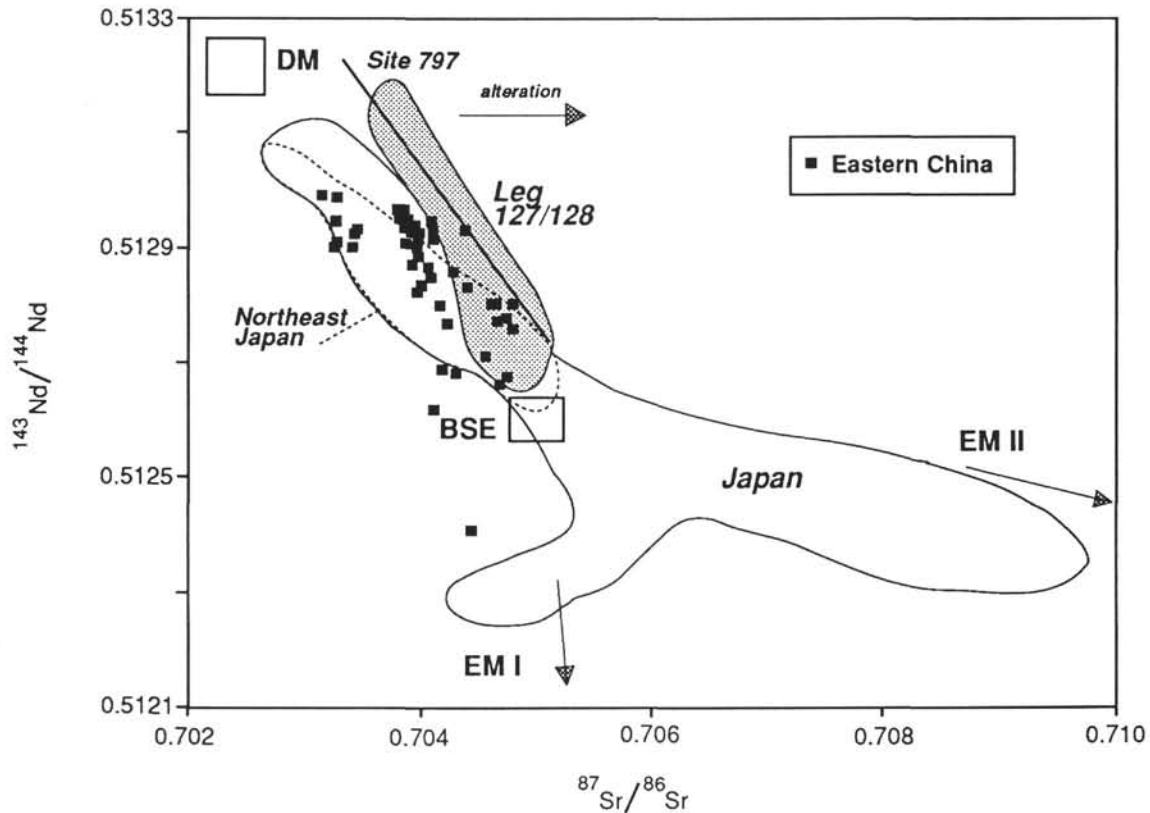 0.5133
DM
Site 797
alteration
■ Eastern China
Leg
127/128
0.5129
Northeast
Japan
143Nd/144Nd
BSE
EM II
0.5125
Japan
EM I
0.5121
0.702
0.704
0.706
0.708
0.710
87Sr/86Sr